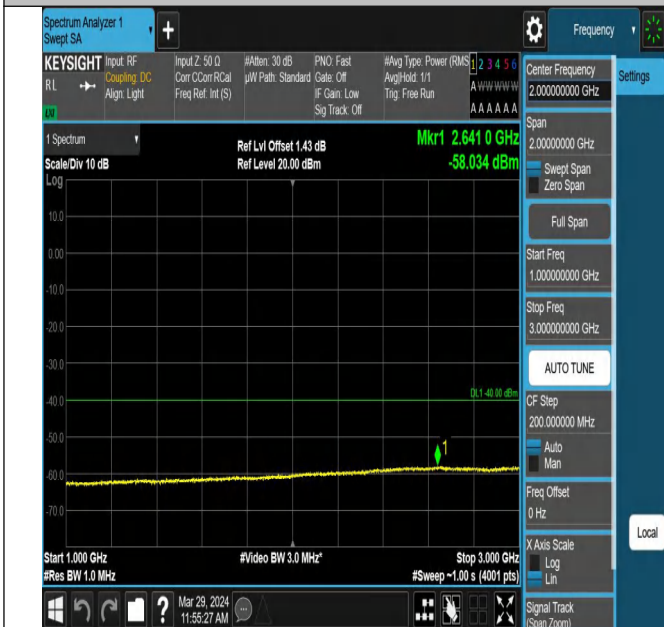 Spectrum Analyzer 1
Swept SA
Frequency
KEYSIGHT
RL
LXI
Input: RF
Coupling: DC
Align: Light
Input Z: 50 Ω
Corr CCorr RCal
Freq Ref: Int (S)
#Atten: 30 dB
µW Path: Standard
PNO: Fast
Gate: Off
IF Gain: Low
Sig Track: Off
#Avg Type: Power (RMS
Avg|Hold: 1/1
Trig: Free Run
1 2 3 4 5 6
A W W W W W
A A A A A A
1 Spectrum
Scale/Div 10 dB
Log
Ref Lvl Offset 1.43 dB
Ref Level 20.00 dBm
Mkr1 2.641 0 GHz
-58.034 dBm
10.0
0.00
-10.0
-20.0
-30.0
-40.0
-50.0
-60.0
-70.0
DL1 -40.00 dBm
1
Start 1.000 GHz
#Res BW 1.0 MHz
#Video BW 3.0 MHz*
Stop 3.000 GHz
#Sweep ~1.00 s (4001 pts)
Mar 29, 2024
11:55:27 AM
Center Frequency
2.00000000 GHz
Settings
Span
2.00000000 GHz
Swept Span
Zero Span
Full Span
Start Freq
1.000000000 GHz
Stop Freq
3.000000000 GHz
AUTO TUNE
CF Step
200.000000 MHz
Auto
Man
Freq Offset
0 Hz
X Axis Scale
Log
Lin
Signal Track
(Span Zoom)
Local